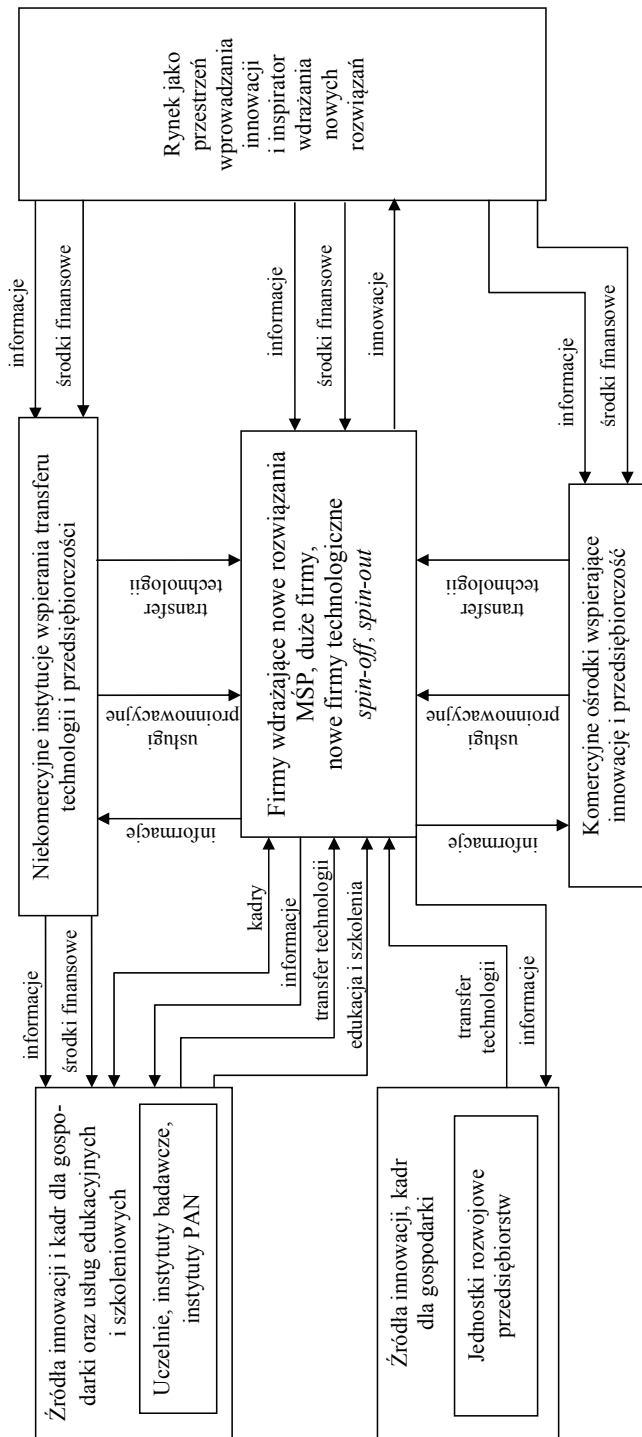 Źródła innowacji i kadr dla gospo-
darki oraz usług edukacyjnych
i szkoleniowych
Uczelnie, instytuty badawcze,
instytuty PAN
Źródła innowacji, kadr
dla gospodarki
Jednostki rozwojowe
przedsiębiorstw
informacje
środki finansowe
kadry
informacje
transfer technologii
edukacja i szkolenia
transfer
technologii
informacje
Niekomercyjne instytucje wspierania transferu
technologii i przedsiębiorczości
informacje
usługi
proinnowacyjne
transfer
technologii
Firmy wdrażające nowe rozwiązania
MŚP, duże firmy,
nowe firmy technologiczne
spin-off, spin-out
informacje
usługi
proinnowacyjne
transfer
technologii
Komercyjne ośrodki wspierające
innowację i przedsiębiorczość
informacje
środki finansowe
informacje
środki finansowe
innowacje
informacje
środki finansowe
Rynek jako
przestrzeń
wprowadzania
innowacji
i inspirator
wdrażania
nowych
rozwiązań